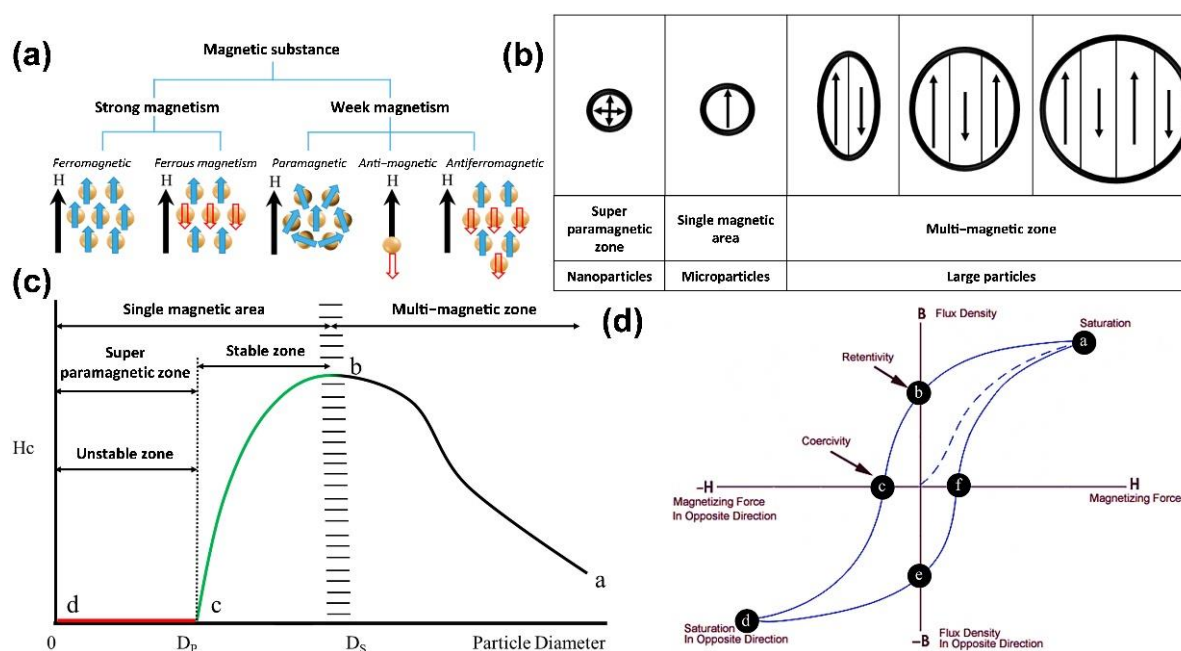 (a)
Magnetic substance
Strong magnetism
Week magnetism
Ferromagnetic
Ferrous magnetism
Paramagnetic
Anti-magnetic
Antiferromagnetic
H
H
H
H
H
(b)
Super
paramagnetic
zone
Single magnetic
area
Multi-magnetic zone
Nanoparticles
Microparticles
Large particles
(c)
Single magnetic area
Multi-magnetic zone
Super
paramagnetic zone
Stable zone
b
Hc
Unstable zone
a
d
c
0
DP
DS
Particle Diameter
(d)
B
Flux Density
Saturation
a
Retentivity
b
Coercivity
-H
Magnetizing Force
In Opposite Direction
c
f
H
Magnetizing Force
e
d
Saturation
In Opposite Direction
-B
Flux Density
In Opposite Direction